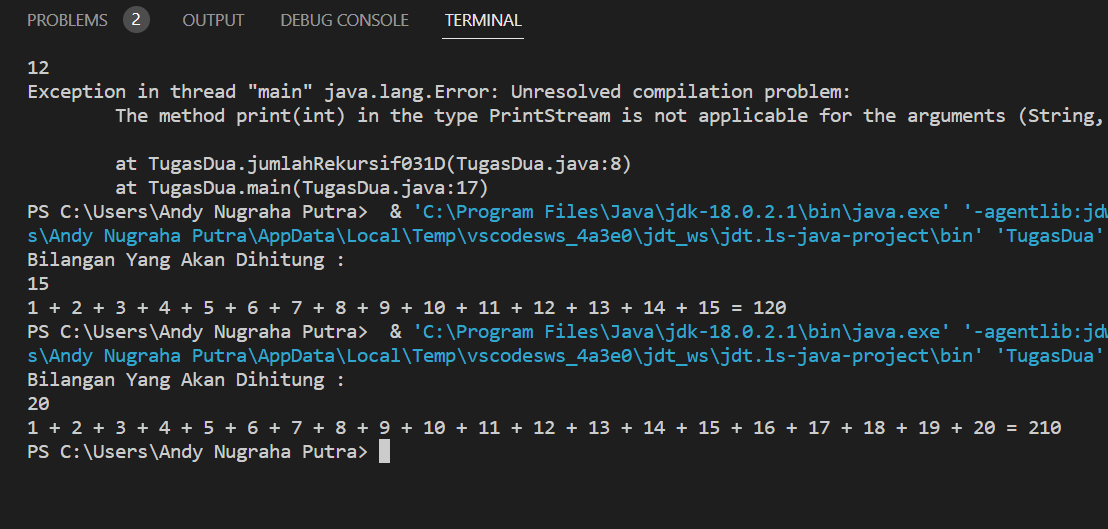 PROBLEMS 2 OUTPUT DEBUG CONSOLE TERMINAL
12
Exception in thread "main" java.lang.Error: Unresolved compilation problem:
The method print(int) in the type PrintStream is not applicable for the arguments (String,
at TugasDua.jumlahRekursif031D(TugasDua.java:8)
at TugasDua.main(TugasDua.java:17)
PS C:\Users\Andy Nugraha Putra>  & 'C:\Program Files\Java\jdk-18.0.2.1\bin\java.exe' '-agentlib:jdw
s\Andy Nugraha Putra\AppData\Local\Temp\vscodesws_4a3e0\jdt_ws\jdt.ls-java-project\bin' 'TugasDua'
Bilangan Yang Akan Dihitung :
15
1 + 2 + 3 + 4 + 5 + 6 + 7 + 8 + 9 + 10 + 11 + 12 + 13 + 14 + 15 = 120
PS C:\Users\Andy Nugraha Putra>  & 'C:\Program Files\Java\jdk-18.0.2.1\bin\java.exe' '-agentlib:jdw
s\Andy Nugraha Putra\AppData\Local\Temp\vscodesws_4a3e0\jdt_ws\jdt.ls-java-project\bin' 'TugasDua'
Bilangan Yang Akan Dihitung :
20
1 + 2 + 3 + 4 + 5 + 6 + 7 + 8 + 9 + 10 + 11 + 12 + 13 + 14 + 15 + 16 + 17 + 18 + 19 + 20 = 210
PS C:\Users\Andy Nugraha Putra>